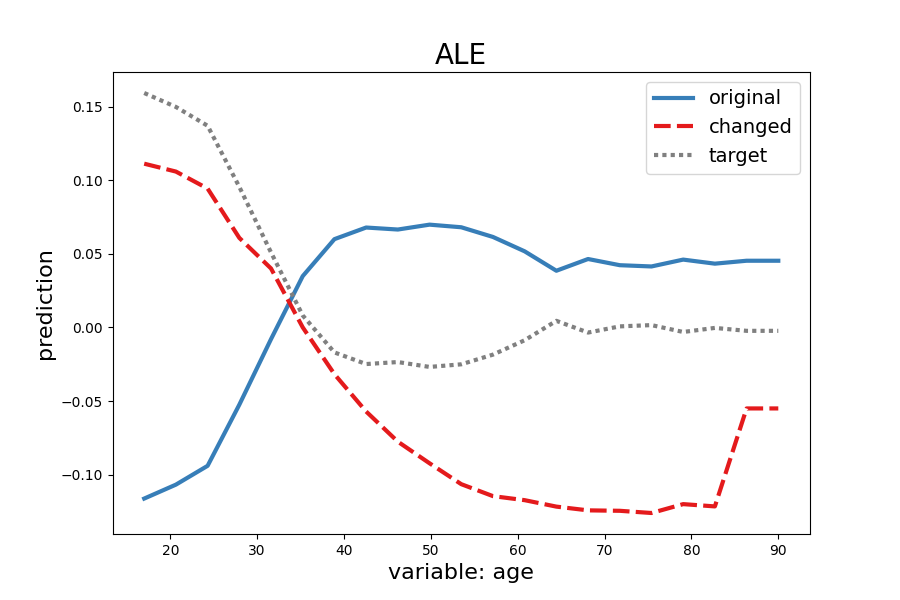 ALE
original
changed
target
prediction
0.15
0.10
0.05
0.00
−0.05
−0.10
20 30 40 50 60 70 80 90
variable: age